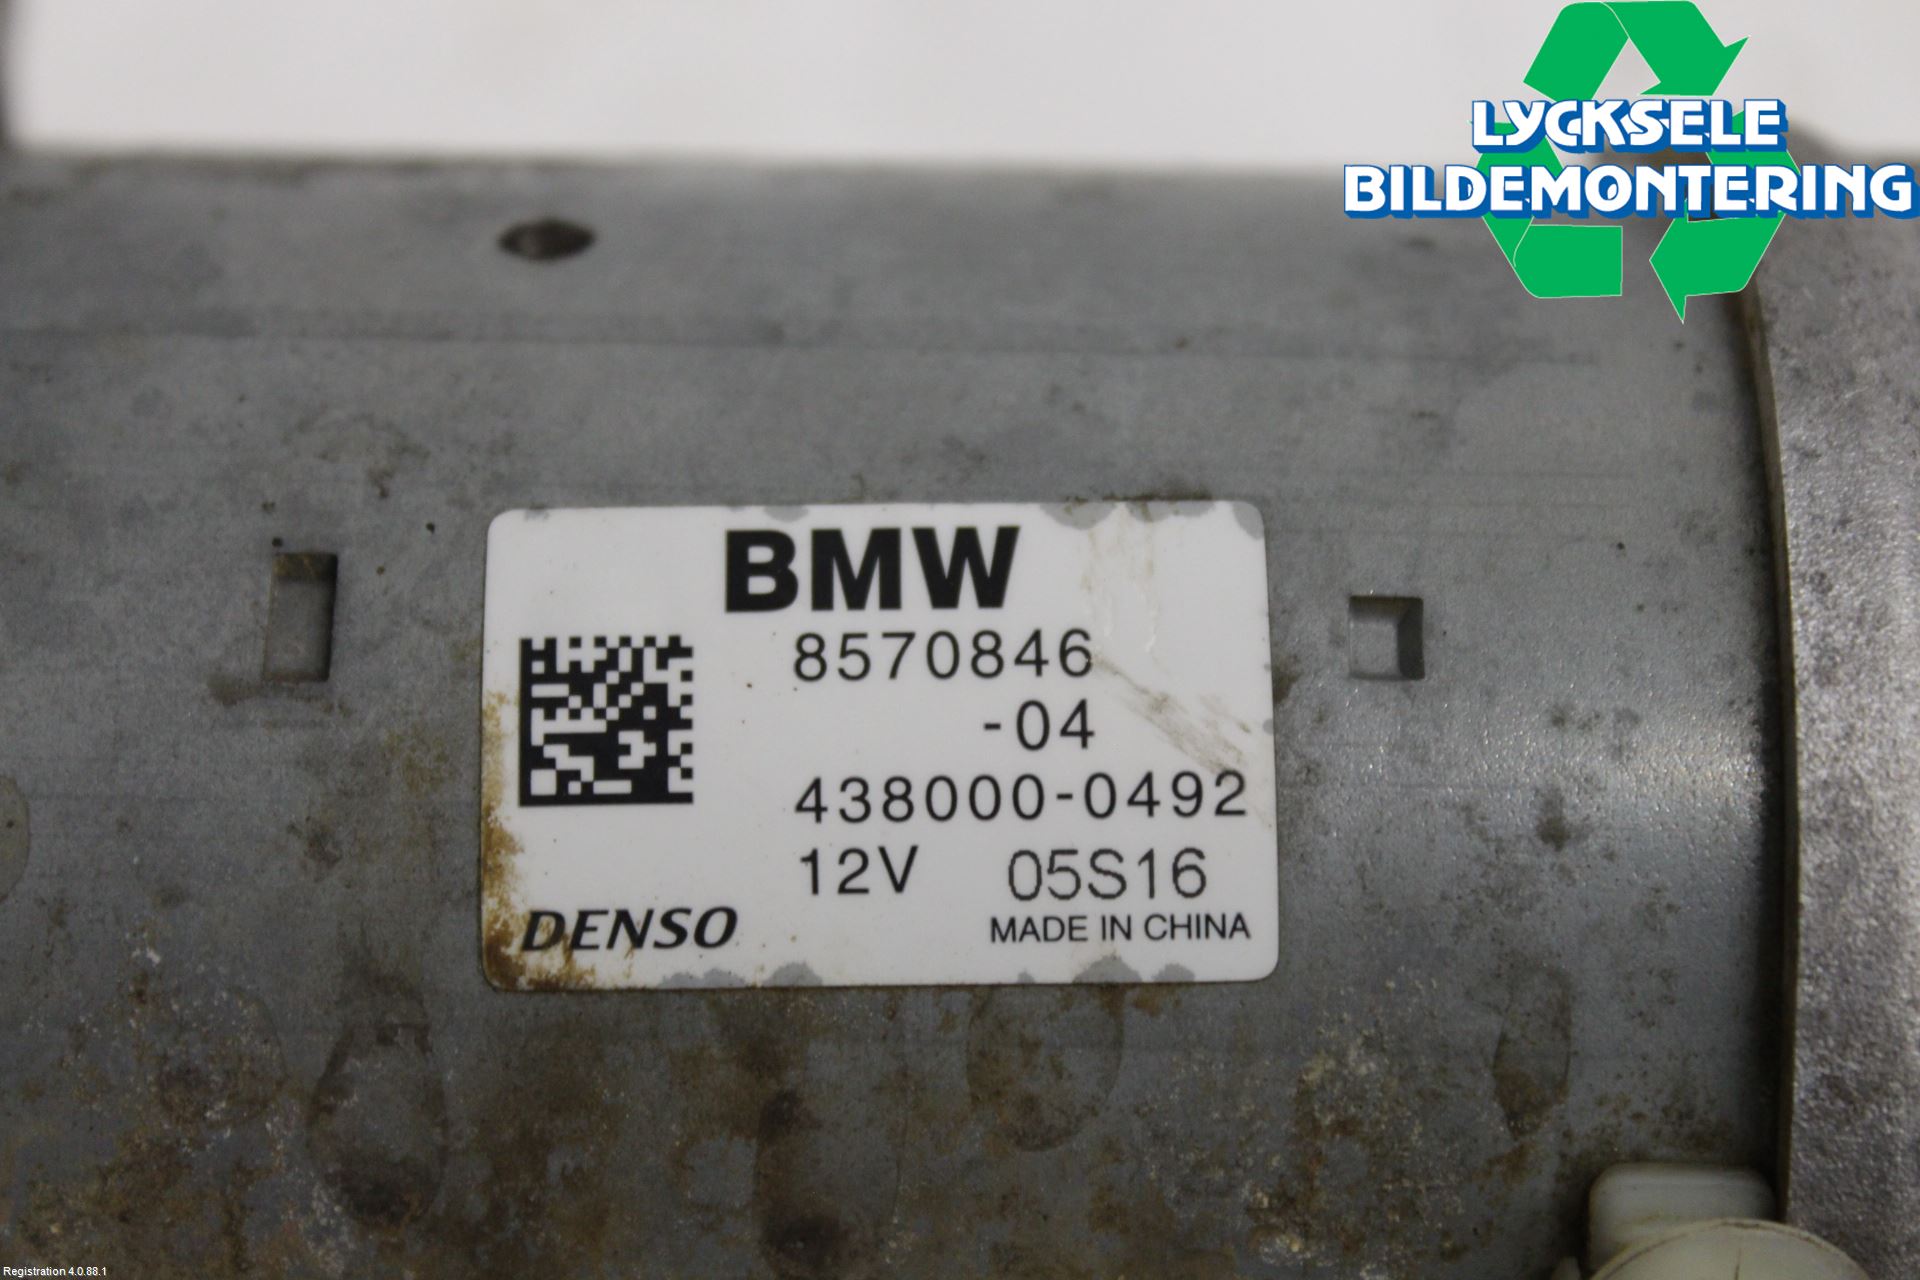 LYCKSELE
BILDEMONTERING
BMW
8570846
-04
438000-0492
12V 05S16
DENSO MADE IN CHINA
Registration 4.0.88.1